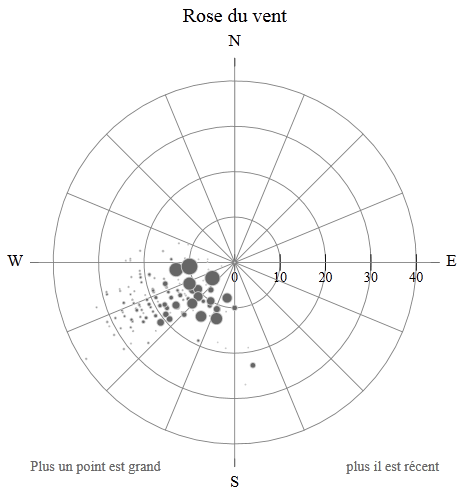 Rose du vent
N
W
E
0 10 20 30 40
Plus un point est grand
plus il est récent
S